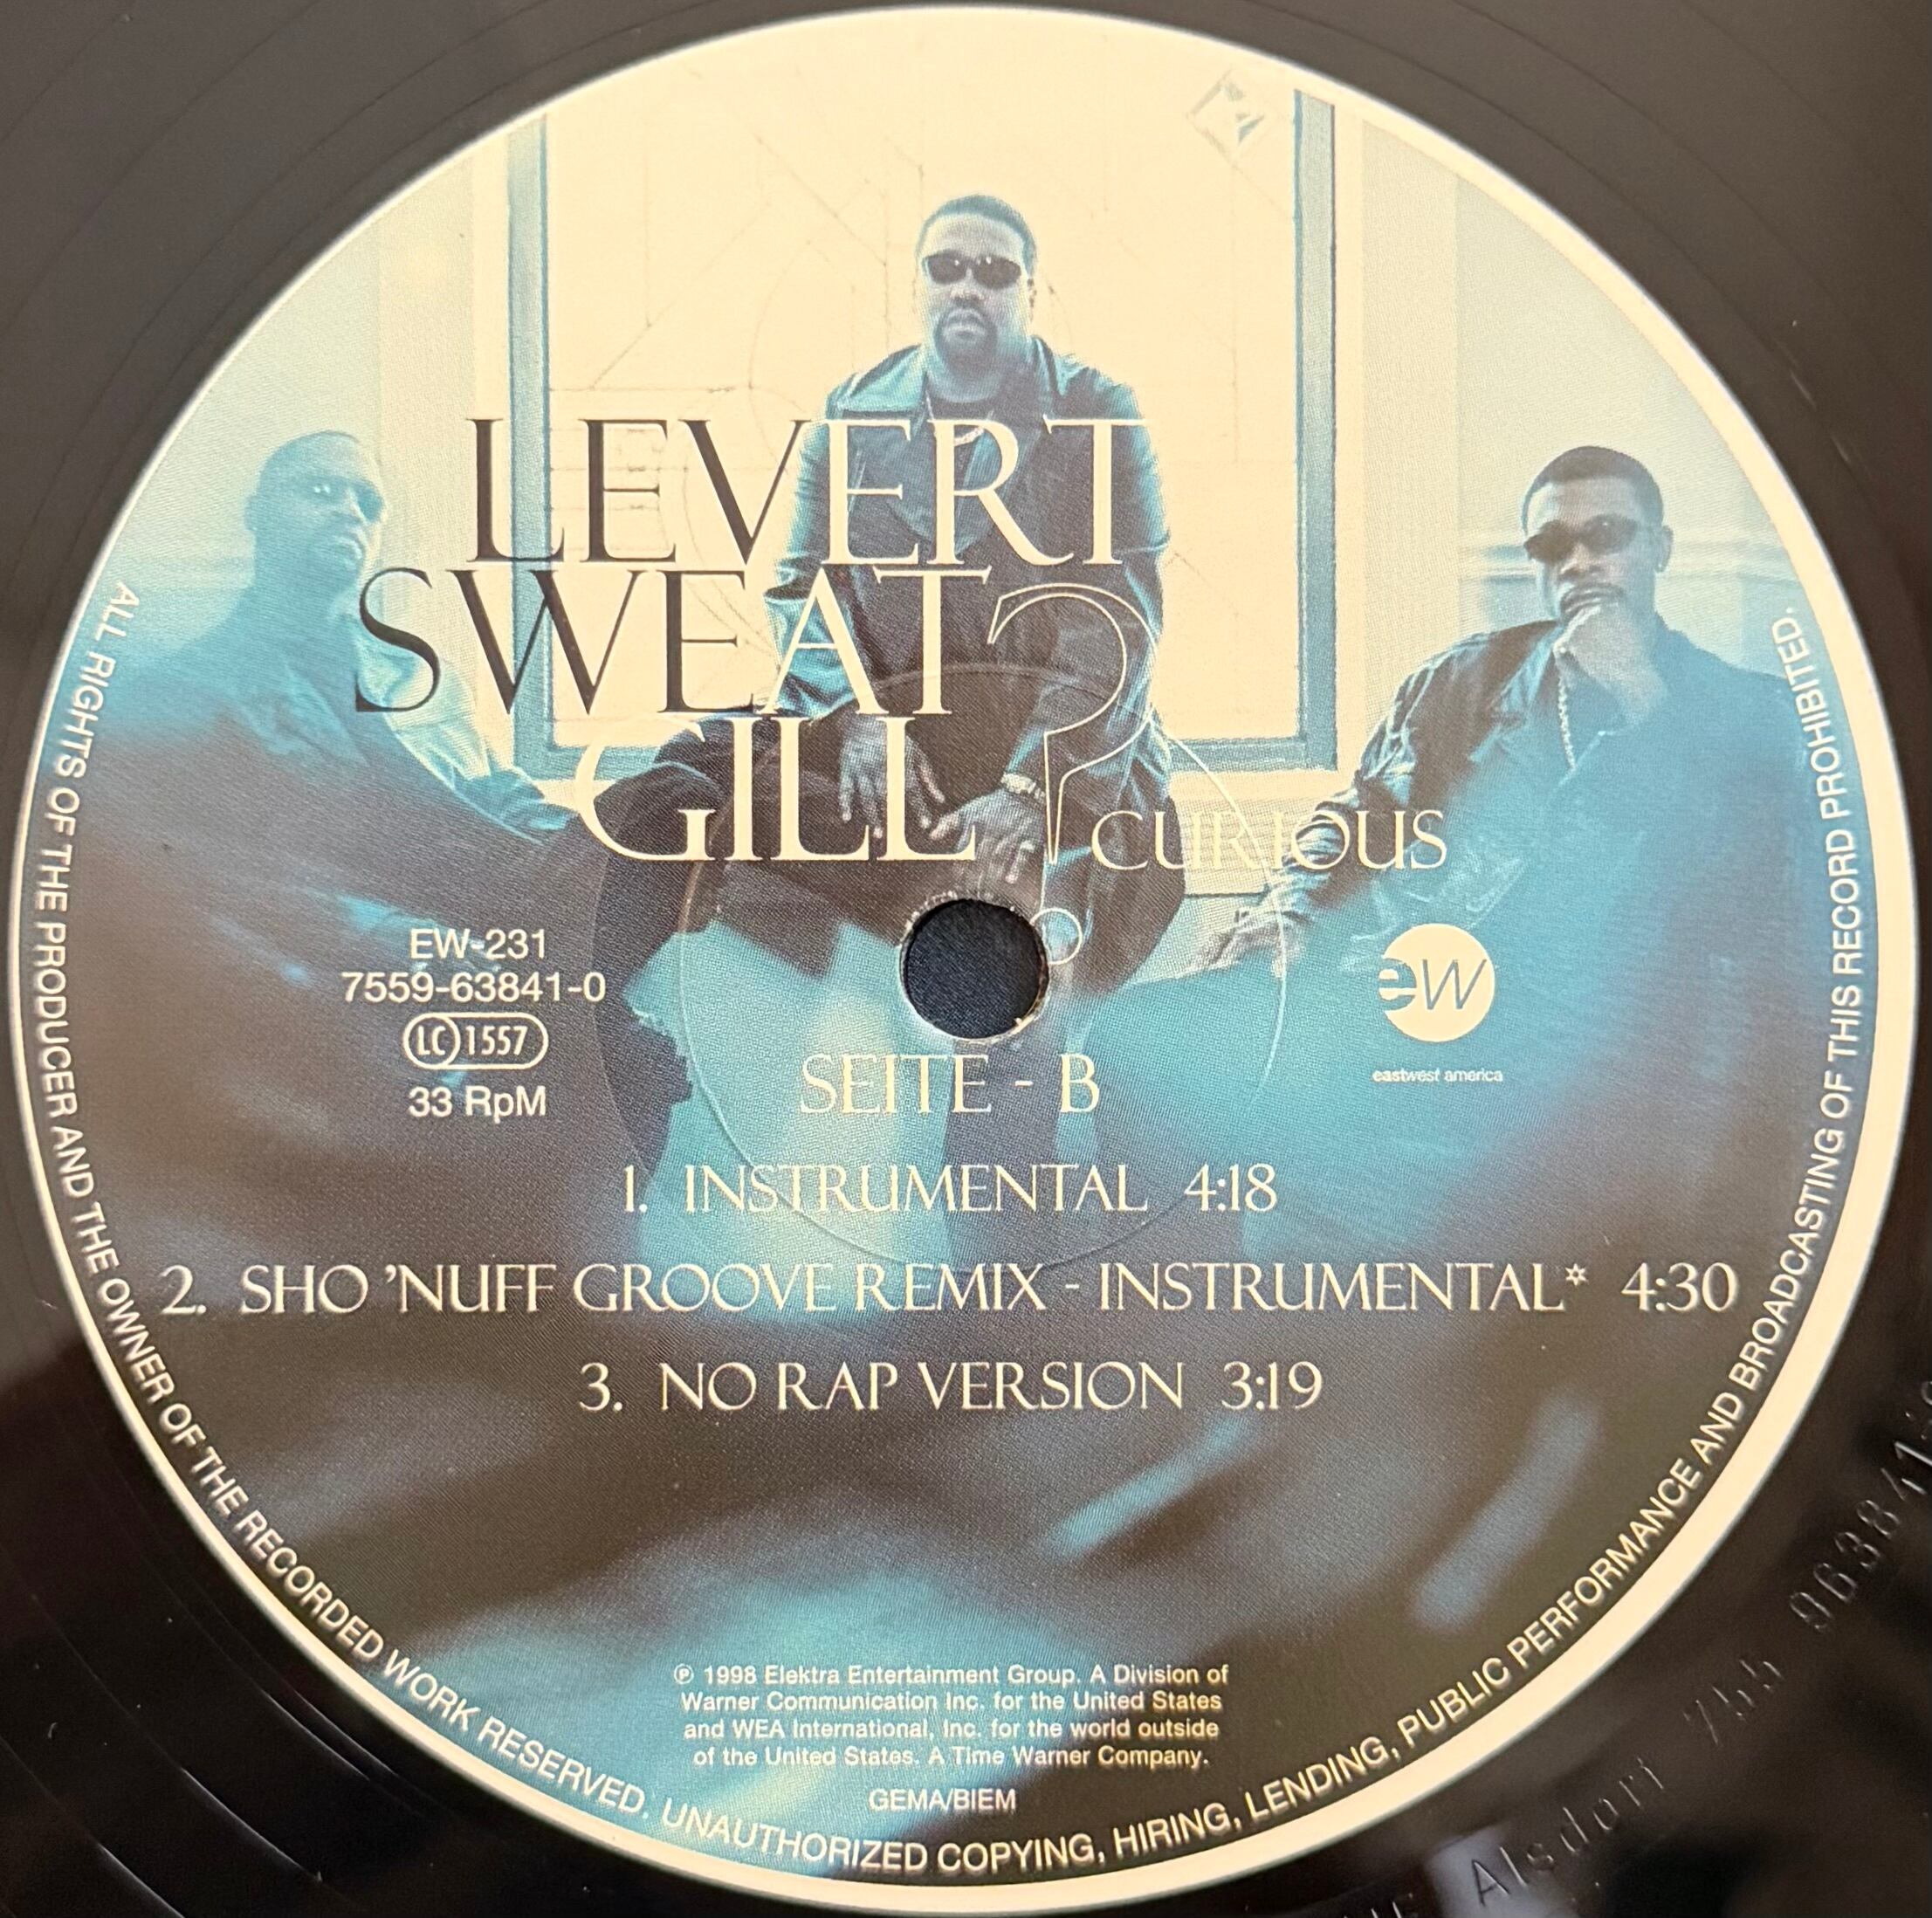 LEVERT
SWEAT
GILL ?
CURIOUS
EW-231
7559-63841-0
LC 1557
33 RpM
ew
eastwest america
SEITE - B
1. INSTRUMENTAL 4:18
2. SHO 'NUFF GROOVE REMIX - INSTRUMENTAL* 4:30
3. NO RAP VERSION 3:19
℗ 1998 Elektra Entertainment Group. A Division of
Warner Communication Inc. for the United States
and WEA International, Inc. for the world outside
of the United States. A Time Warner Company.
GEMA/BIEM
ALL RIGHTS OF THE PRODUCER AND THE OWNER OF THE RECORDED WORK RESERVED. UNAUTHORIZED COPYING, HIRING, LENDING, PUBLIC PERFORMANCE AND BROADCASTING OF THIS RECORD PROHIBITED.
Alsdorf 755 963841